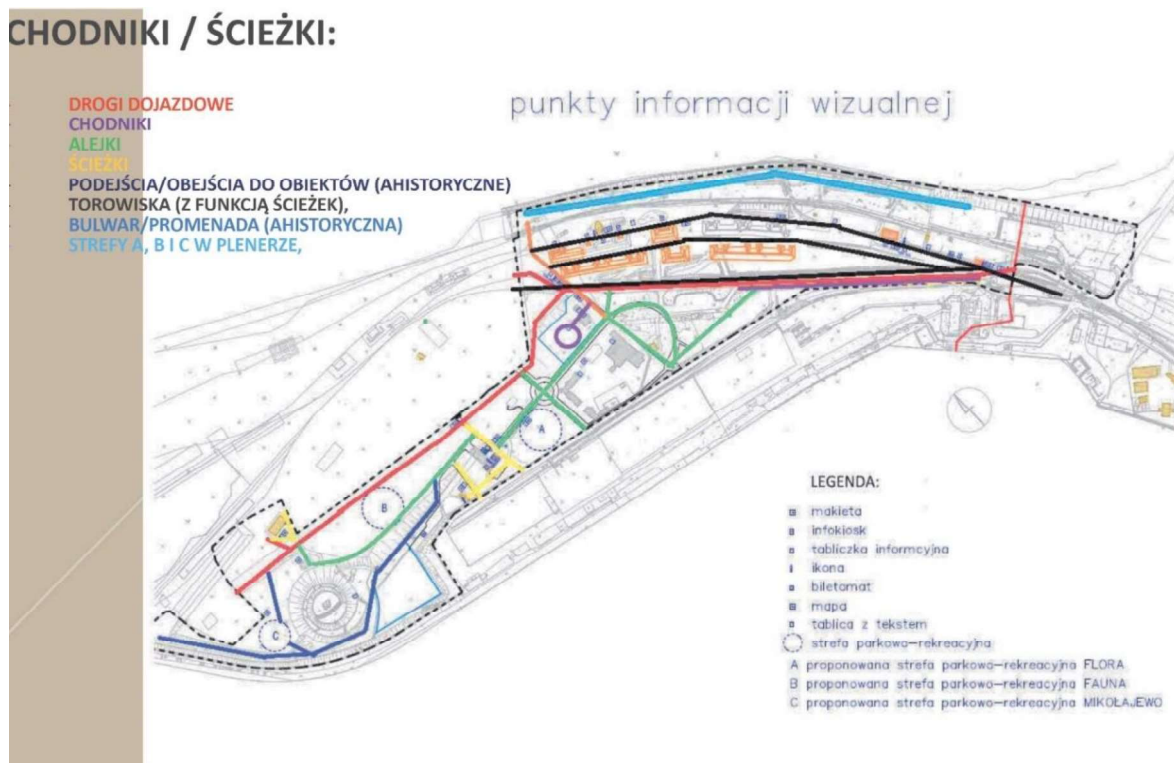 CHODNIKI / ŚCIEŻKI:
DROGI DOJAZDOWE
CHODNIKI
ALEJKI
ŚCIEŻKI
PODEJŚCIA/OBEJŚCIA DO OBIEKTÓW (AHISTORYCZNE)
TOROWISKA (Z FUNKCJĄ ŚCIEŻEK),
BULWAR/PROMENADA (AHISTORYCZNA)
STREFY A, B I C W PLENERZE,
punkty informacji wizualnej
A
B
C
LEGENDA:
makieta
infokiosk
tabliczka informcyjna
ikona
biletomat
mapa
tablica z tekstem
strefa parkowo-rekreacyjna
A proponowana strefa parkowo-rekreacyjna FLORA
B proponowana strefa parkowo-rekreacyjna FAUNA
C proponowana strefa parkowo-rekreacyjna MIKOŁAJEWO